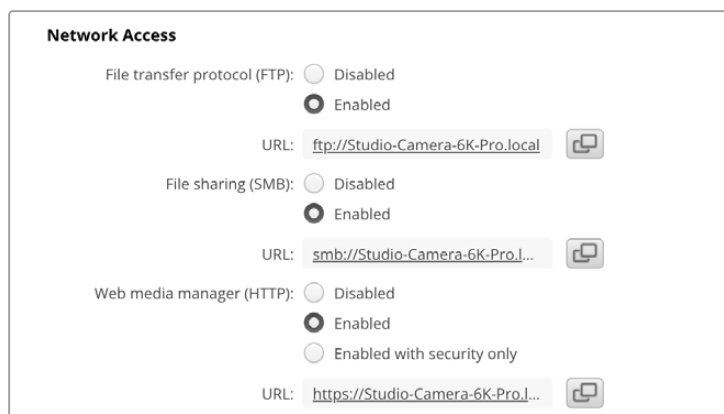 Network Access
File transfer protocol (FTP): Disabled
Enabled
URL: ftp://Studio-Camera-6K-Pro.local
File sharing (SMB): Disabled
Enabled
URL: smb://Studio-Camera-6K-Pro.l...
Web media manager (HTTP): Disabled
Enabled
Enabled with security only
URL: https://Studio-Camera-6K-Pro.l...